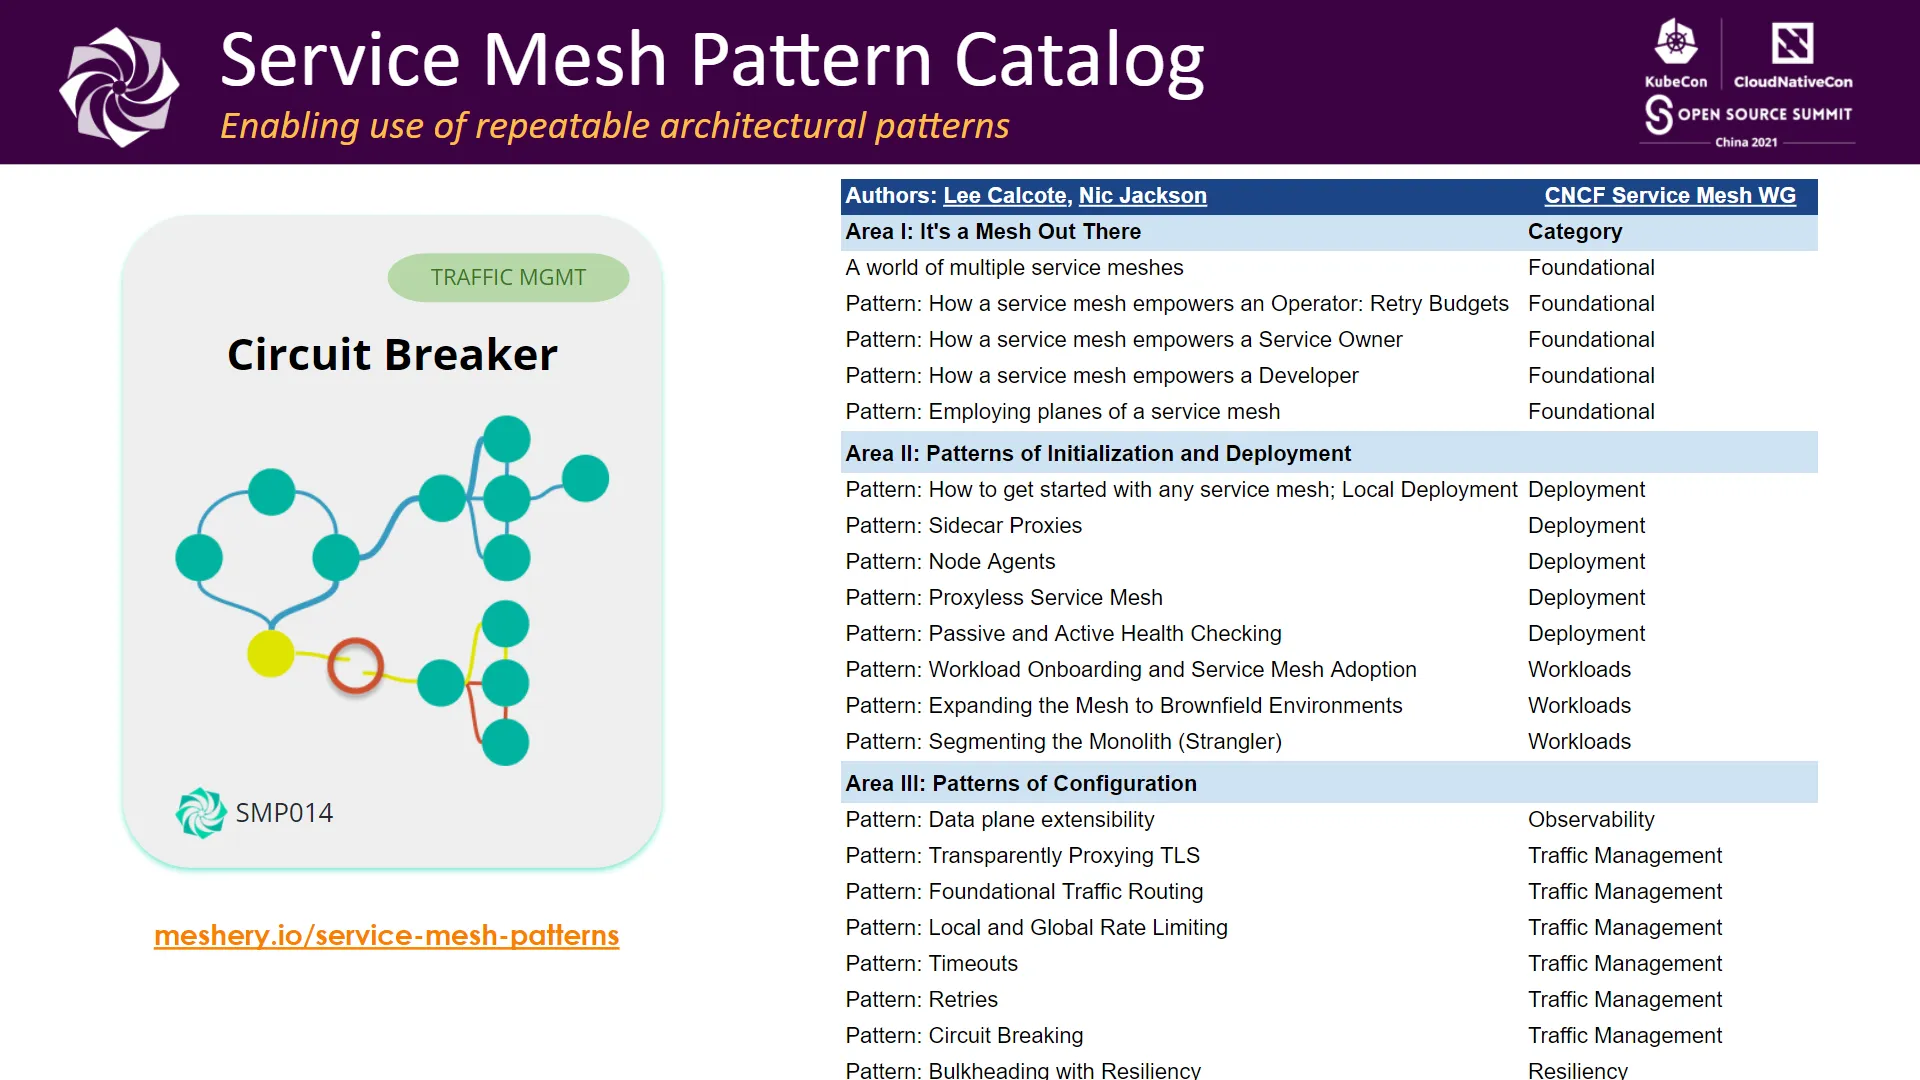 Service Mesh Pattern Catalog
Enabling use of repeatable architectural patterns
KubeCon
CloudNativeCon
OPEN SOURCE SUMMIT
China 2021
TRAFFIC MGMT
Circuit Breaker
SMP014
meshery.io/service-mesh-patterns
Authors: Lee Calcote, Nic Jackson CNCF Service Mesh WG
Area I: It's a Mesh Out There Category
A world of multiple service meshes Foundational
Pattern: How a service mesh empowers an Operator: Retry Budgets Foundational
Pattern: How a service mesh empowers a Service Owner Foundational
Pattern: How a service mesh empowers a Developer Foundational
Pattern: Employing planes of a service mesh Foundational
Area II: Patterns of Initialization and Deployment
Pattern: How to get started with any service mesh; Local Deployment Deployment
Pattern: Sidecar Proxies Deployment
Pattern: Node Agents Deployment
Pattern: Proxyless Service Mesh Deployment
Pattern: Passive and Active Health Checking Deployment
Pattern: Workload Onboarding and Service Mesh Adoption Workloads
Pattern: Expanding the Mesh to Brownfield Environments Workloads
Pattern: Segmenting the Monolith (Strangler) Workloads
Area III: Patterns of Configuration
Pattern: Data plane extensibility Observability
Pattern: Transparently Proxying TLS Traffic Management
Pattern: Foundational Traffic Routing Traffic Management
Pattern: Local and Global Rate Limiting Traffic Management
Pattern: Timeouts Traffic Management
Pattern: Retries Traffic Management
Pattern: Circuit Breaking Traffic Management
Pattern: Bulkheading with Resiliency Resiliency